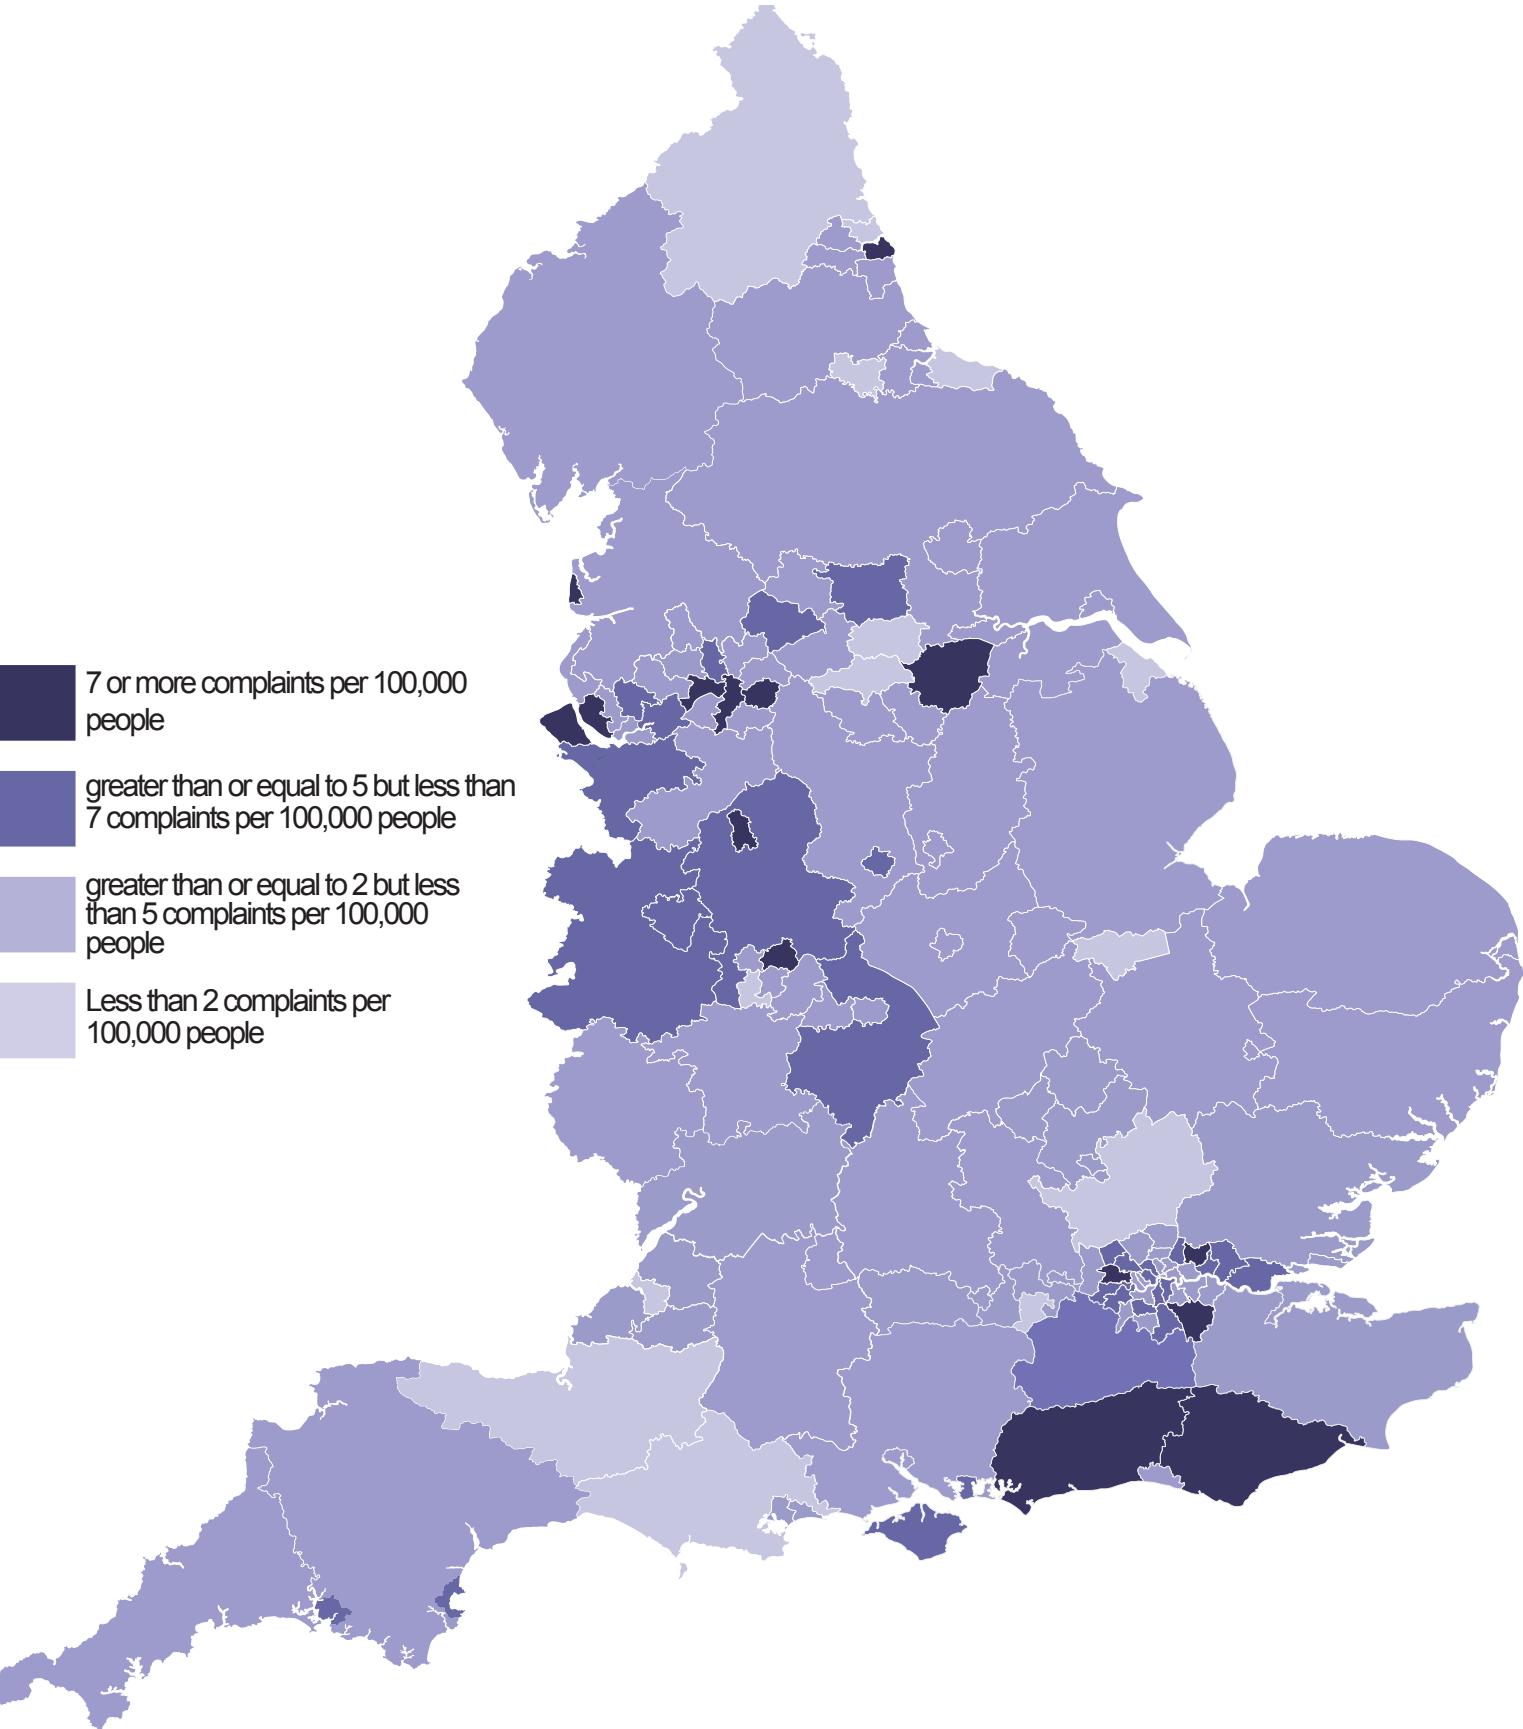 7 or more complaints per 100,000
people
greater than or equal to 5 but less than
7 complaints per 100,000 people
greater than or equal to 2 but less
than 5 complaints per 100,000
people
Less than 2 complaints per
100,000 people